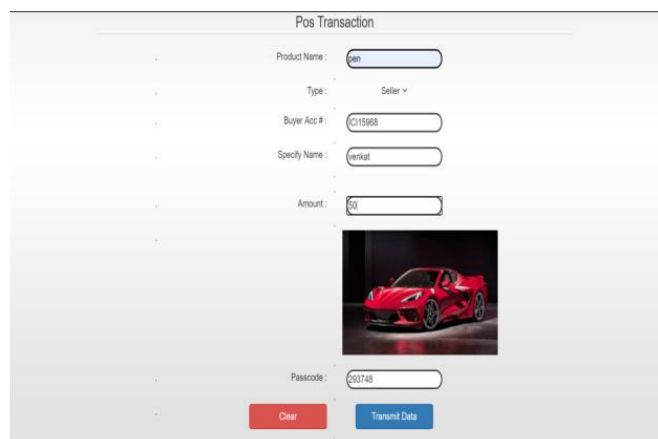 Pos Transaction
Product Name : pen
Type : Seller
Buyer Acc # : ICI15968
Specify Name : venkat
Amount : 50
Passcode : 293748
Clear Transmit Data